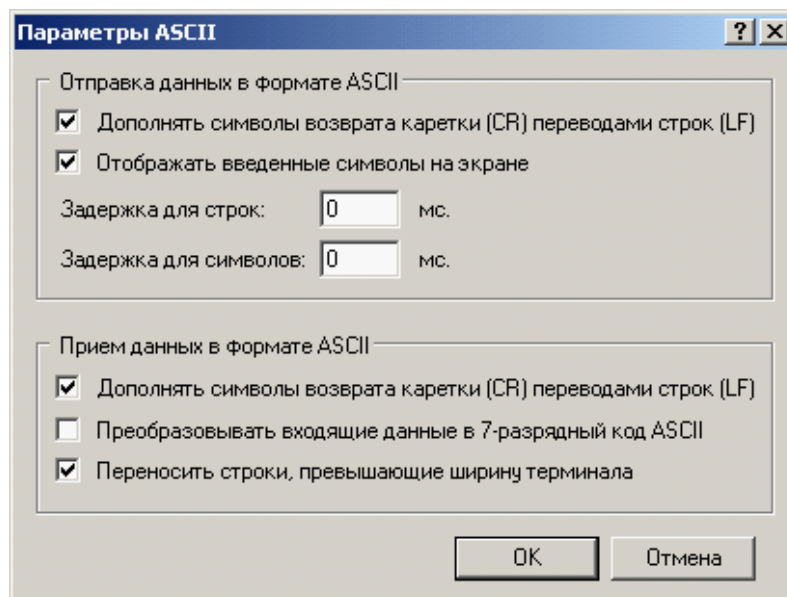 Параметры ASCII
Отправка данных в формате ASCII
Дополнять символы возврата каретки (CR) переводами строк (LF)
Отображать введенные символы на экране
Задержка для строк: 0 мс.
Задержка для символов: 0 мс.
Прием данных в формате ASCII
Дополнять символы возврата каретки (CR) переводами строк (LF)
Преобразовывать входящие данные в 7-разрядный код ASCII
Переносить строки, превышающие ширину терминала
OK Отмена